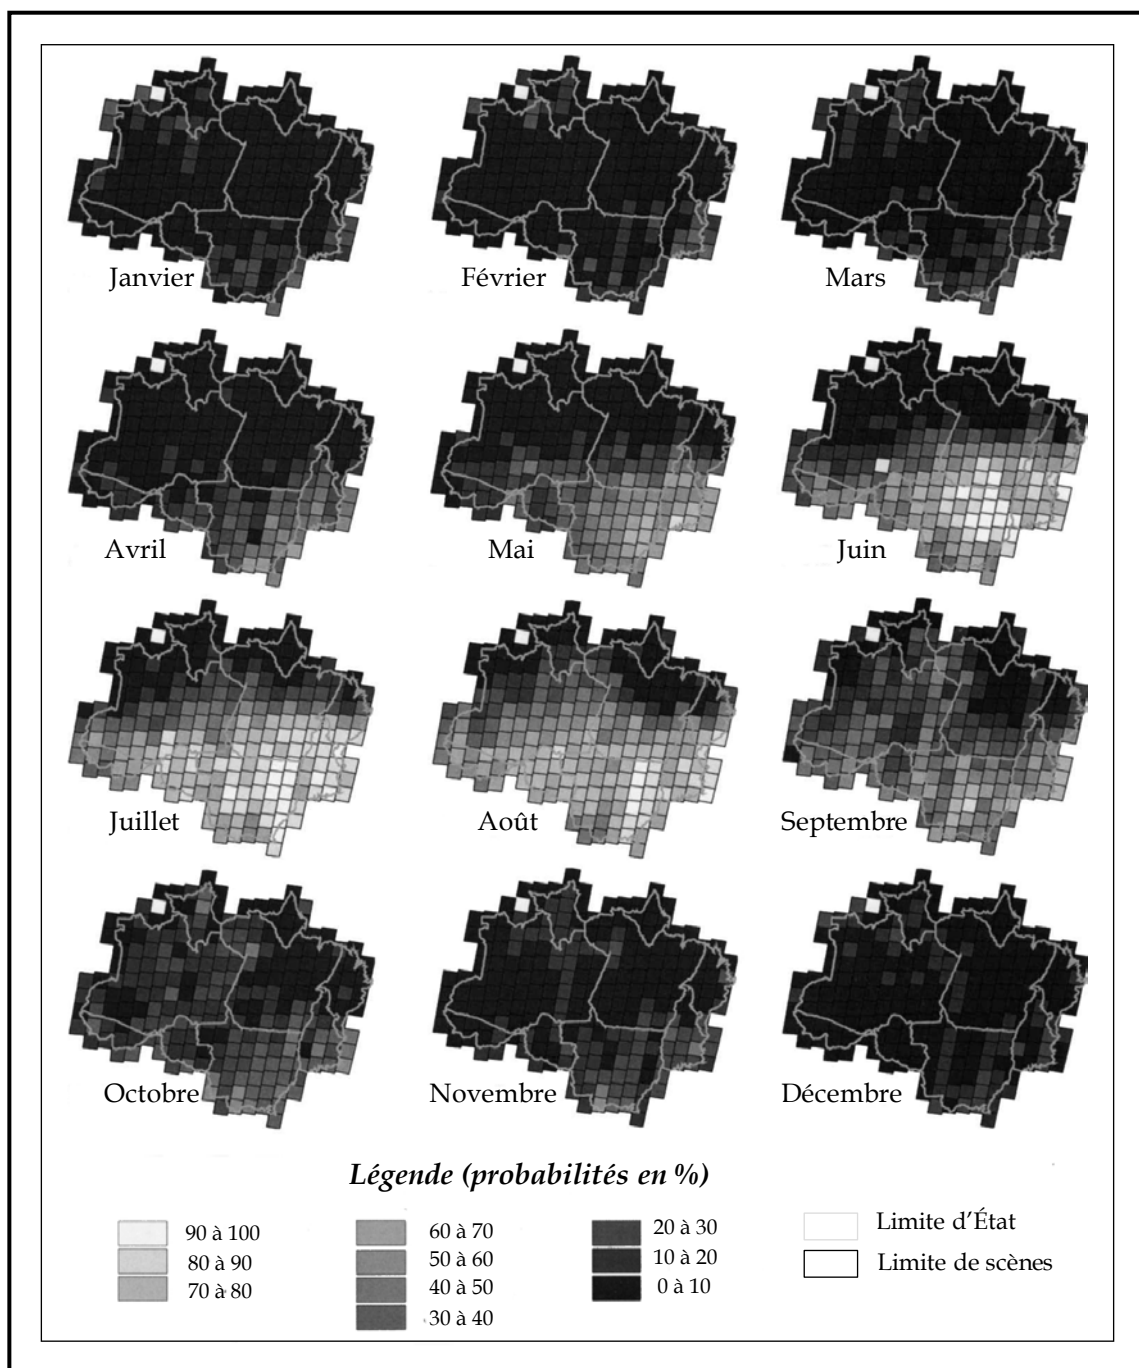 Janvier
Février
Mars
Avril
Mai
Juin
Juillet
Août
Septembre
Octobre
Novembre
Décembre
Légende (probabilités en %)
90 à 100
80 à 90
70 à 80
60 à 70
50 à 60
40 à 50
30 à 40
20 à 30
10 à 20
0 à 10
Limite d'État
Limite de scènes